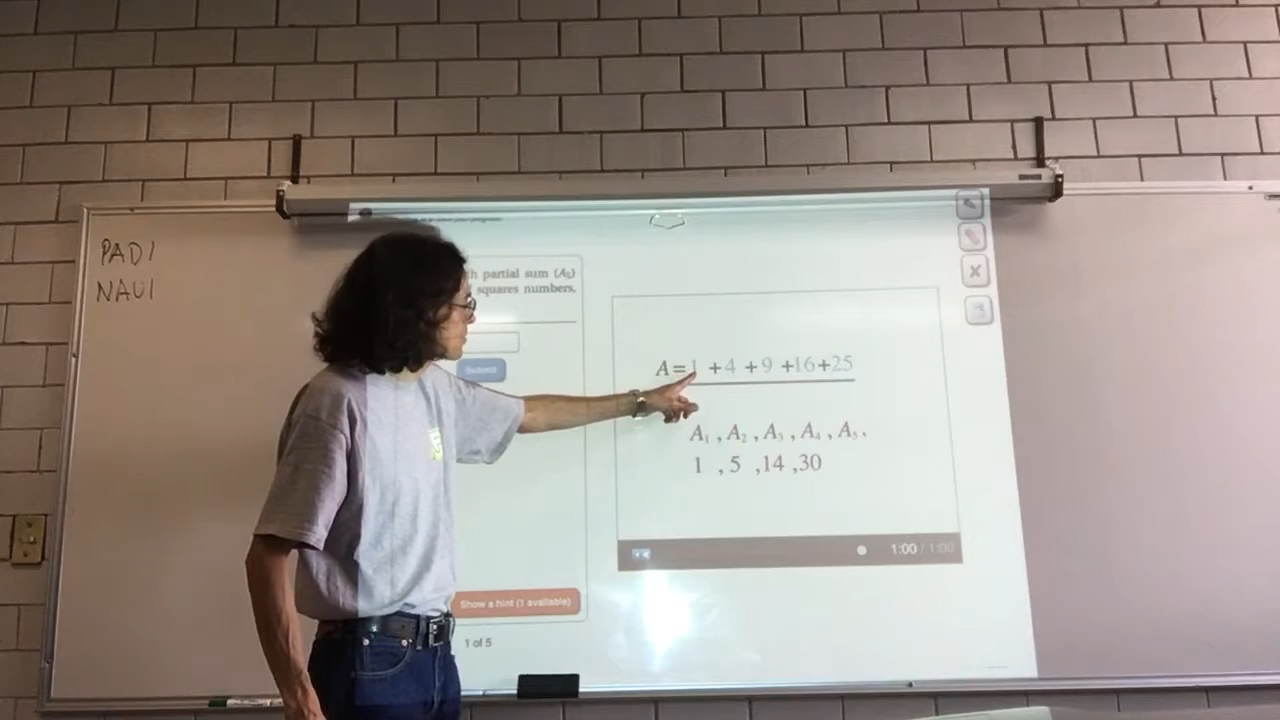 PADI
NAUI
partial sum (A₅)
squares numbers.
Submit
Show a hint (1 available)
1 of 5
A=1 +4 +9 +16+25
A₁ , A₂ , A₃ , A₄ , A₅ ,
1 , 5 ,14 ,30
1:00 / 1:00